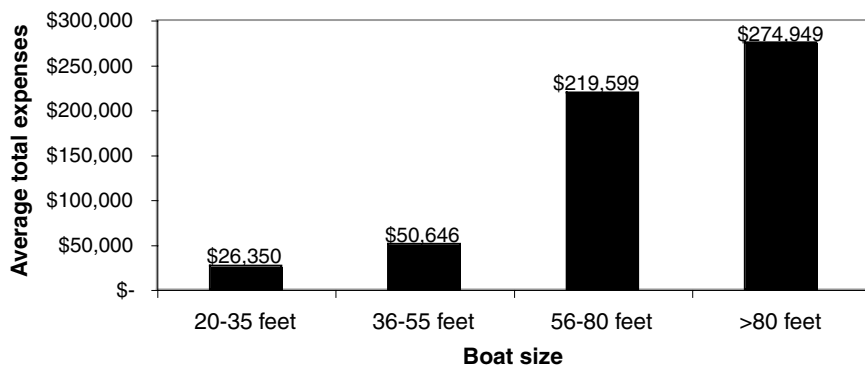 Average total expenses
$300,000
$250,000
$200,000
$150,000
$100,000
$50,000
$-
$26,350
$50,646
$219,599
$274,949
20-35 feet
36-55 feet
56-80 feet
>80 feet
Boat size